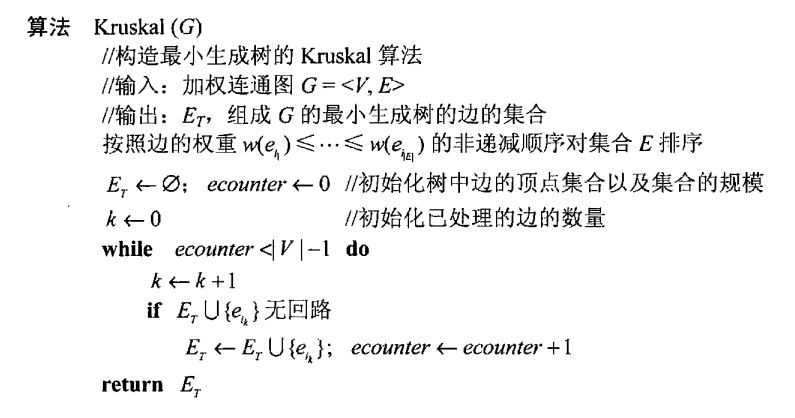 算法 Kruskal (G)
//构造最小生成树的 Kruskal 算法
//输入：加权连通图 G = <V, E>
//输出：E_T，组成 G 的最小生成树的边的集合
按照边的权重 w(e_{i_1}) ≤ ⋯ ≤ w(e_{i_{|E|}}) 的非递减顺序对集合 E 排序
E_T ← ∅； ecounter ← 0 //初始化树中边的顶点集合以及集合的规模
k ← 0 //初始化已处理的边的数量
while ecounter < | V | −1 do
k ← k + 1
if E_T ∪ {e_{i_k}} 无回路
E_T ← E_T ∪ {e_{i_k}}； ecounter ← ecounter + 1
return E_T